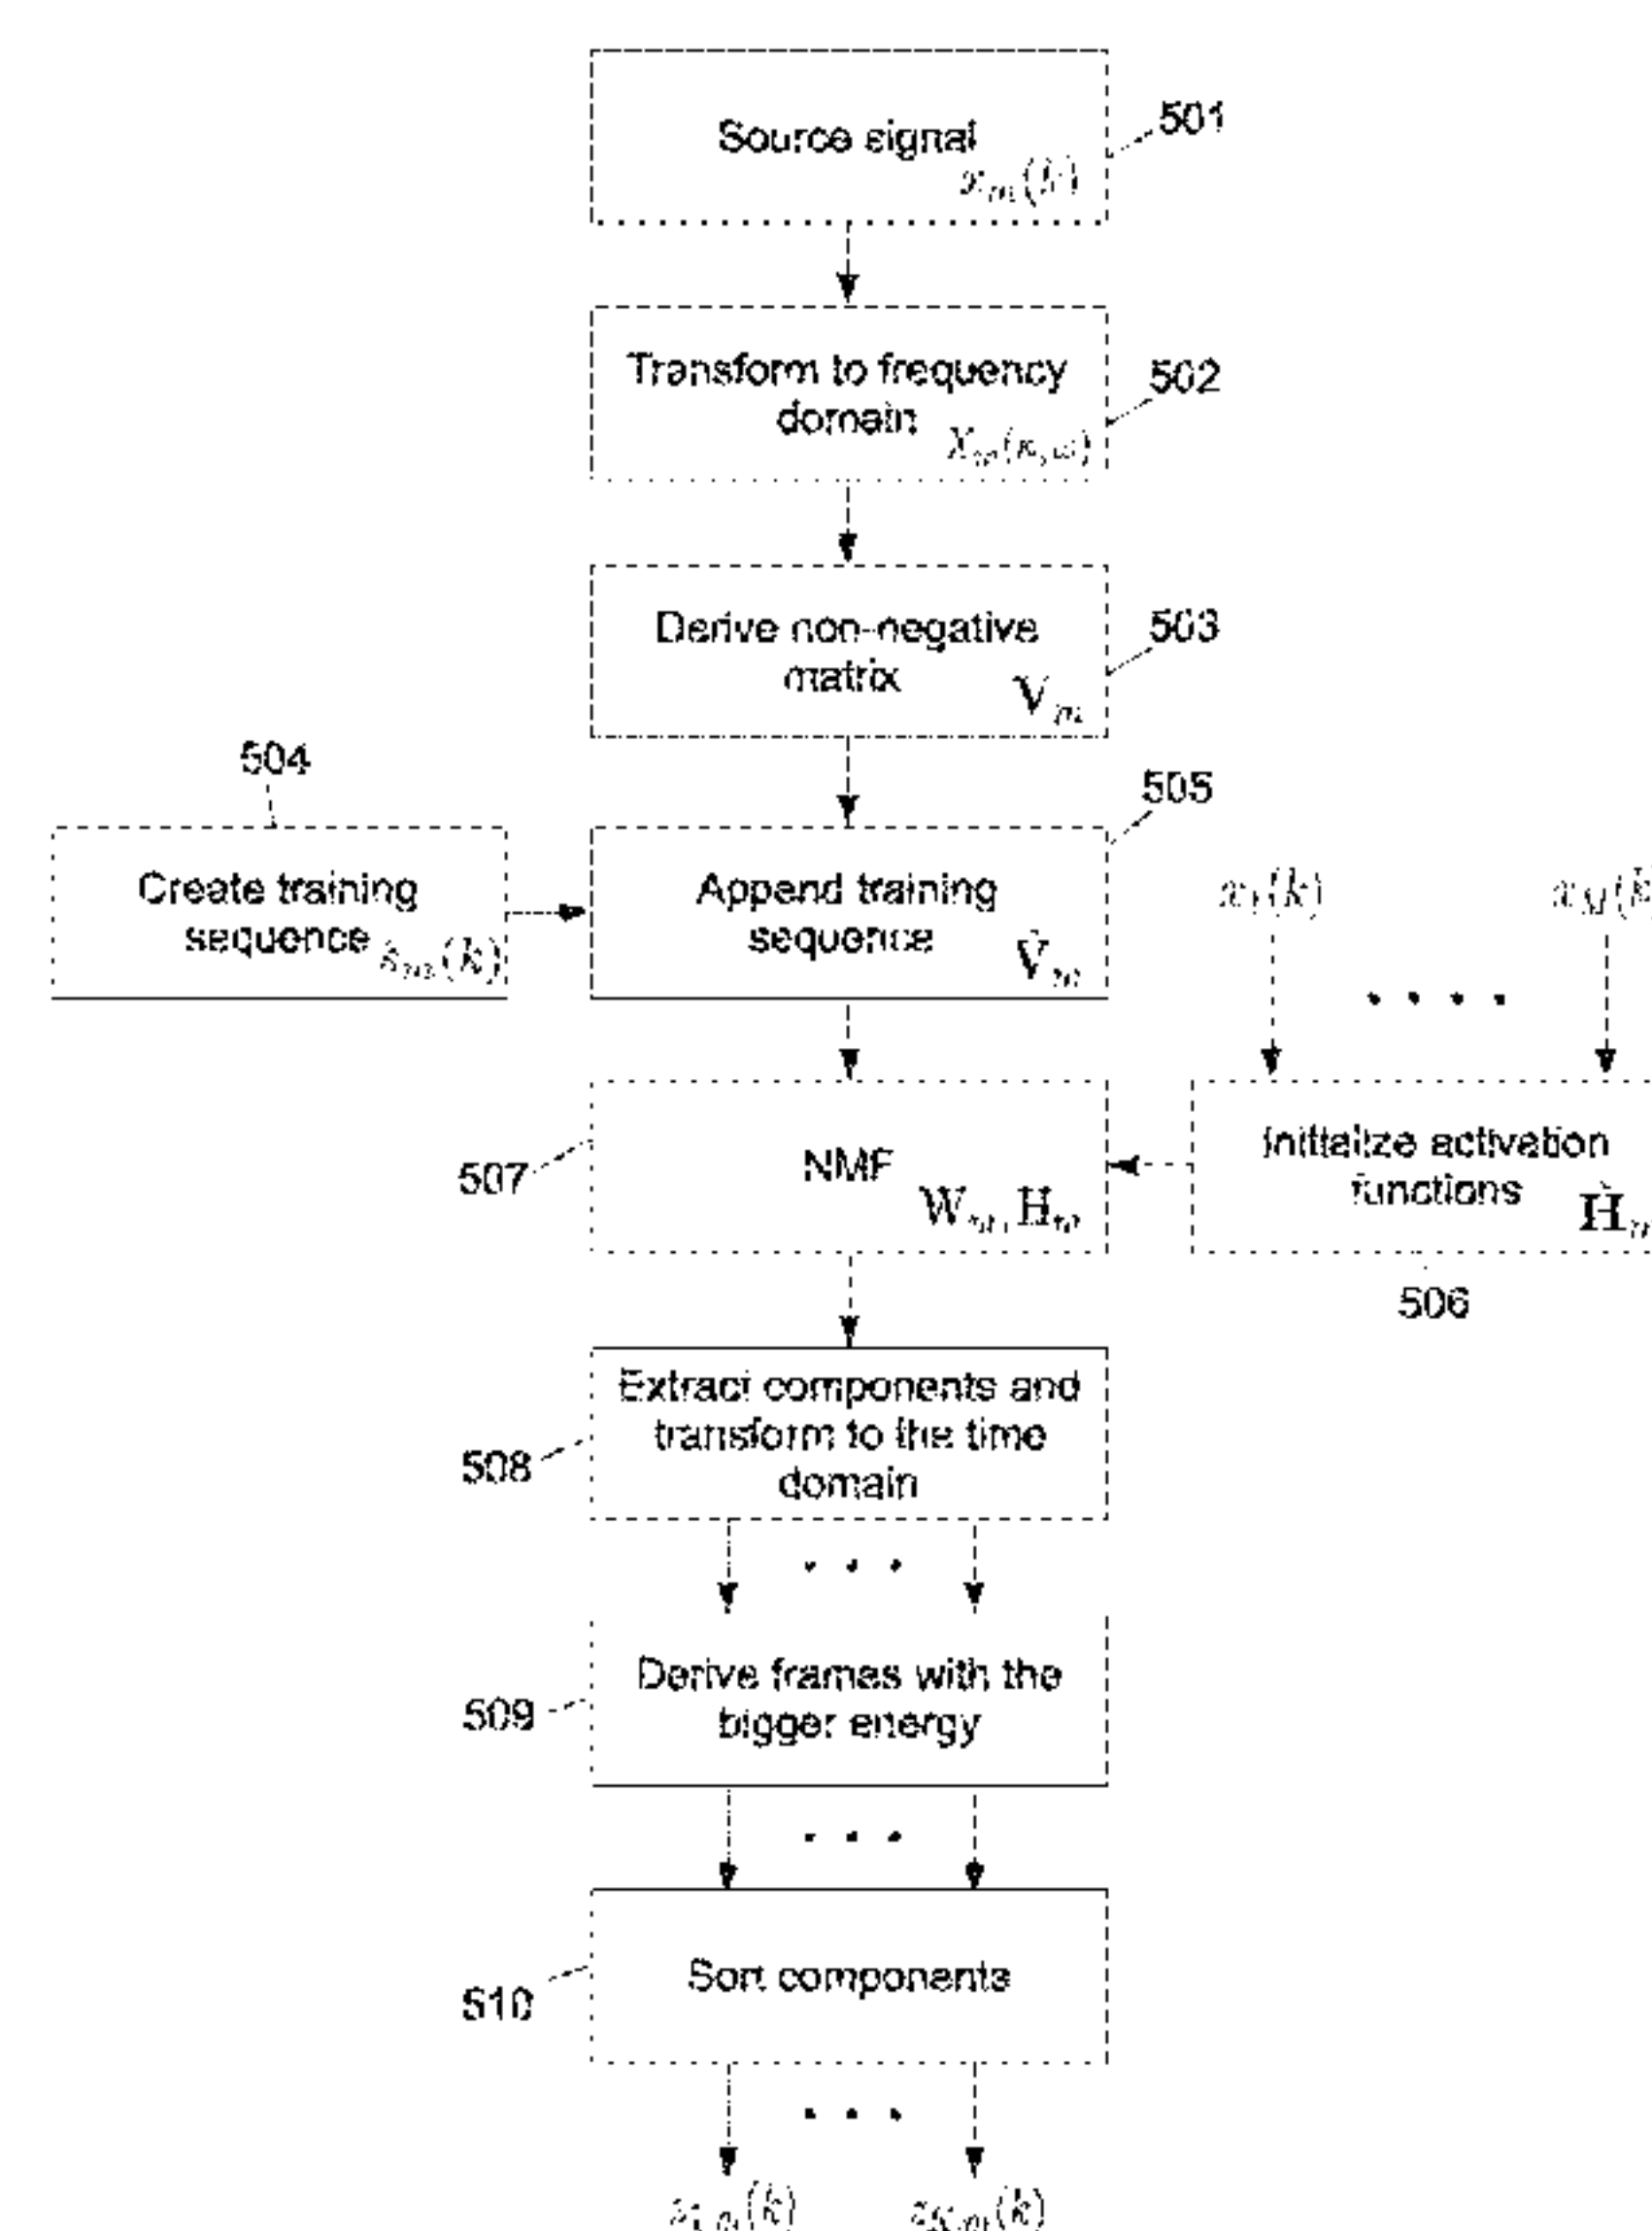 Source signal
501
Transform to frequency
domain
502
Derive non-negative
matrix
V_m
503
504
Create training
sequence
505
Append training
sequence
507
NMF
Initialize activation
functions
506
508
Extract components and
transform to the time
domain
509
Derive frames with the
bigger energy
510
Sort components